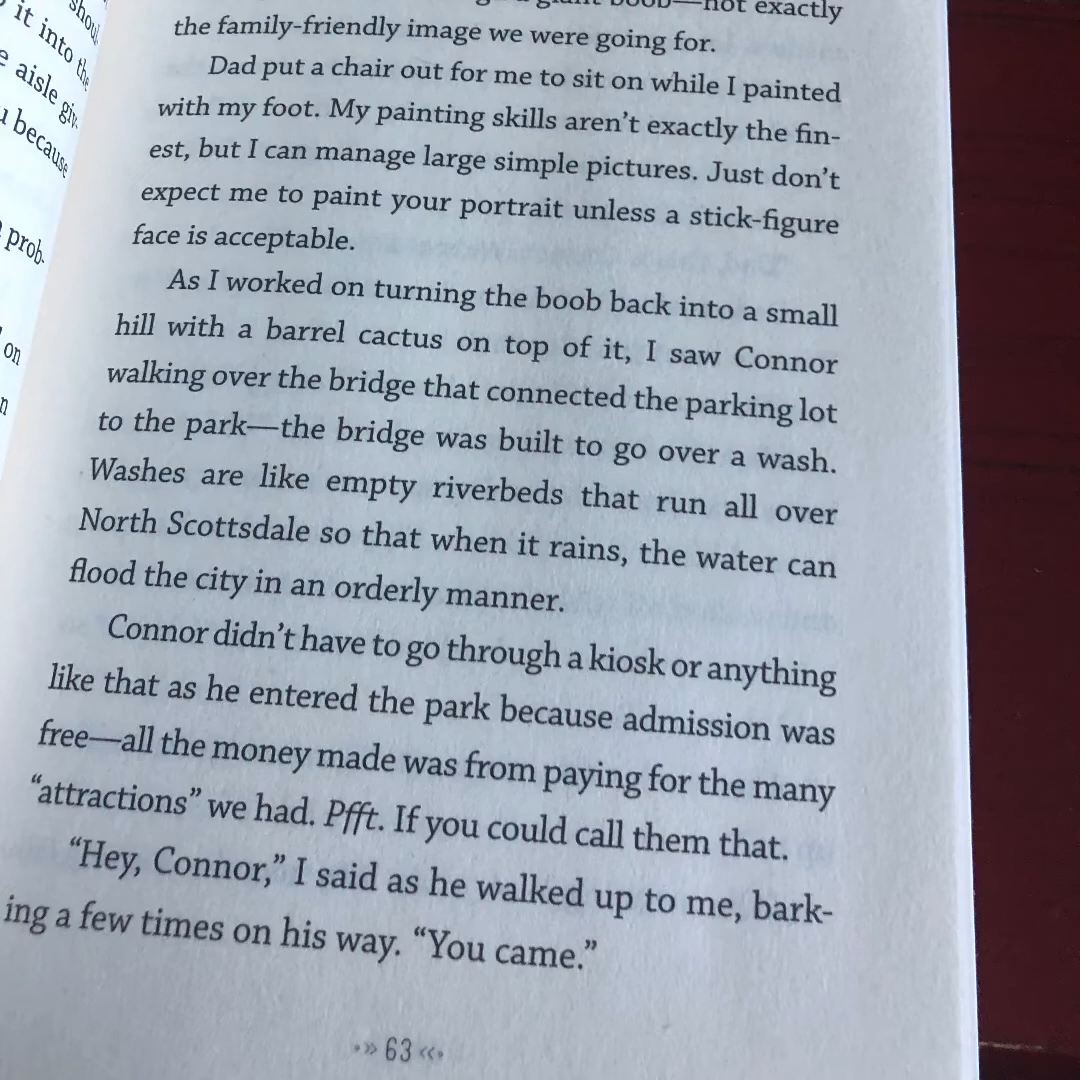 it into the
aisle
because
prob.
on
not exactly
the family-friendly image we were going for.
Dad put a chair out for me to sit on while I painted
with my foot. My painting skills aren't exactly the fin-
est, but I can manage large simple pictures. Just don't
expect me to paint your portrait unless a stick-figure
face is acceptable.
As I worked on turning the boob back into a small
hill with a barrel cactus on top of it, I saw Connor
walking over the bridge that connected the parking lot
to the park—the bridge was built to go over a wash.
Washes are like empty riverbeds that run all over
North Scottsdale so that when it rains, the water can
flood the city in an orderly manner.
Connor didn't have to go through a kiosk or anything
like that as he entered the park because admission was
free—all the money made was from paying for the many
"attractions" we had. Pfft. If you could call them that.
"Hey, Connor," I said as he walked up to me, bark-
ing a few times on his way. "You came."
·» 63 «·